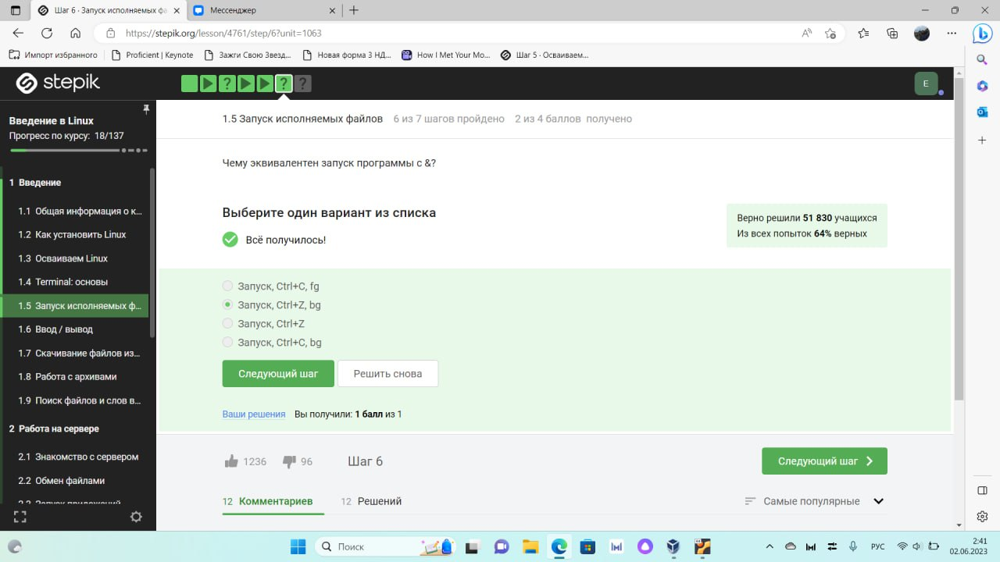 Шаг 6 · Осваиваем Linux
Мессенджер
https://stepik.org/lesson/4761/step/6?unit=1063
Импорт избранного
Proficient | Keynote
Зажги Свою Звезд...
Новая форма 3 НД...
How I Met Your Mo...
Шаг 5 · Осваиваем...
stepik
? ? ?
E
Введение в Linux
Прогресс по курсу: 18/137
1 Введение
1.1 Общая информация о к...
1.2 Как установить Linux
1.3 Осваиваем Linux
1.4 Terminal: основы
1.5 Запуск исполняемых ф...
1.6 Ввод / вывод
1.7 Скачивание файлов из...
1.8 Работа с архивами
1.9 Поиск файлов и слов в...
2 Работа на сервере
2.1 Знакомство с сервером
2.2 Обмен файлами
1.5 Запуск исполняемых файлов 6 из 7 шагов пройдено 2 из 4 баллов получено
Чему эквивалентен запуск программы с &?
Выберите один вариант из списка
Всё получилось!
Верно решили 51 830 учащихся
Из всех попыток 64% верных
Запуск, Ctrl+C, fg
Запуск, Ctrl+Z, bg
Запуск, Ctrl+Z
Запуск, Ctrl+C, bg
Следующий шаг
Решить снова
Ваши решения Вы получили: 1 балл из 1
1236 96 Шаг 6
Следующий шаг
12 Комментариев 12 Решений
Самые популярные
Поиск
РУС
2:41
02.06.2023